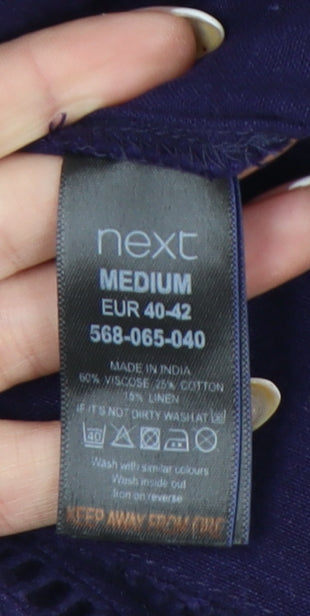 next
MEDIUM
EUR 40-42
568-065-040
MADE IN INDIA
60% VISCOSE 25% COTTON
15% LINEN
IF IT'S NOT DIRTY WASH AT
40
Wash with similar colours
Wash inside out
Iron on reverse
KEEP AWAY FROM FIRE